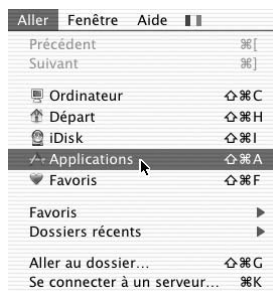 Aller Fenêtre Aide
Précédent ⌘[
Suivant ⌘]
Ordinateur ⇧⌘C
Départ ⇧⌘H
iDisk ⇧⌘I
Applications ⇧⌘A
Favoris ⇧⌘F
Favoris ▶
Dossiers récents ▶
Aller au dossier... ⇧⌘G
Se connecter à un serveur... ⌘K